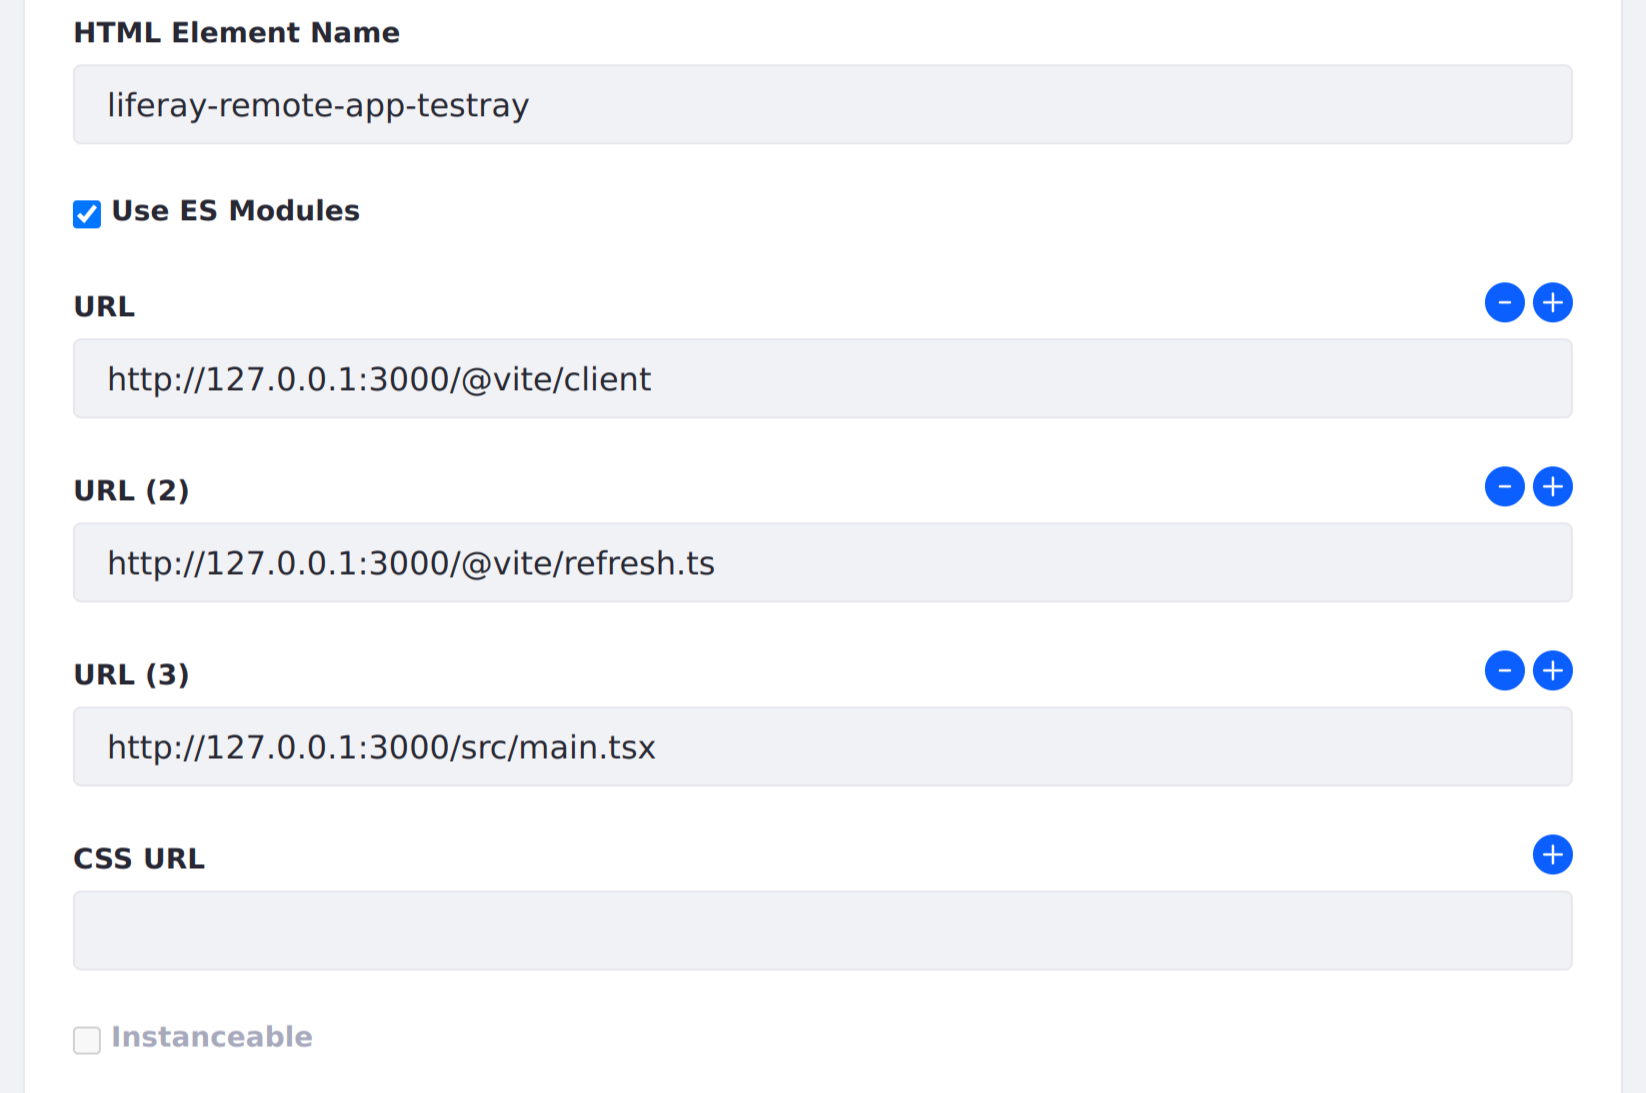 HTML Element Name
liferay-remote-app-testray
Use ES Modules
URL
http://127.0.0.1:3000/@vite/client
URL (2)
http://127.0.0.1:3000/@vite/refresh.ts
URL (3)
http://127.0.0.1:3000/src/main.tsx
CSS URL
Instanceable